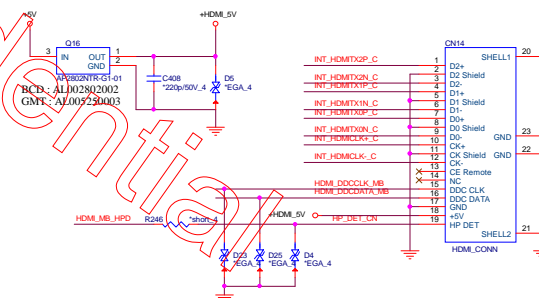 +5V
+HDMI_5V
Q16
3 IN OUT 1
GND 2
AP2802NTR-G1-01
BCD : AL002802002
GMT : AL005250003
C408
*220p/50V_4
D5
*EGA_4
CN14
SHELL1 20
INT_HDMITX2P_C 1 D2+
2 D2 Shield
INT_HDMITX2N_C 3 D2-
INT_HDMITX1P_C 4 D1+
5 D1 Shield
INT_HDMITX1N_C 6 D1-
INT_HDMITX0P_C 7 D0+
8 D0 Shield
INT_HDMITX0N_C 9 D0- GND 23
INT_HDMICLK+_C 10 CK+
11 CK Shield GND 22
INT_HDMICLK-_C 12 CK-
13 CE Remote
14 NC
HDMI_DDCCLK_MB 15 DDC CLK
HDMI_DDCDATA_MB 16 DDC DATA
17 GND
+HDMI_5V 18 +5V
HDMI_MB_HPD R246 *short_4 HP_DET_CN 19 HP DET
SHELL2 21
HDMI_CONN
D23
*EGA_4
D25
*EGA_4
D4
*EGA_4